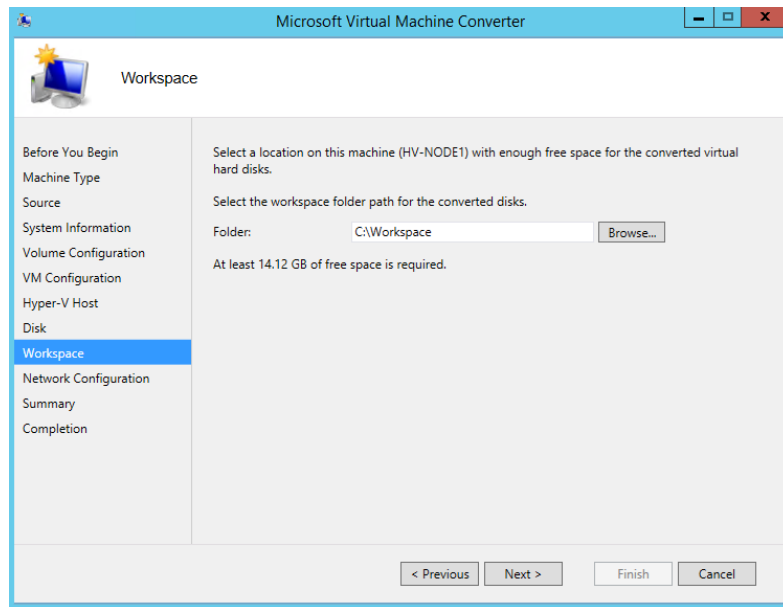 Microsoft Virtual Machine Converter
Workspace
Before You Begin
Machine Type
Source
System Information
Volume Configuration
VM Configuration
Hyper-V Host
Disk
Workspace
Network Configuration
Summary
Completion
Select a location on this machine (HV-NODE1) with enough free space for the converted virtual
hard disks.
Select the workspace folder path for the converted disks.
Folder: C:\Workspace Browse...
At least 14.12 GB of free space is required.
< Previous Next > Finish Cancel